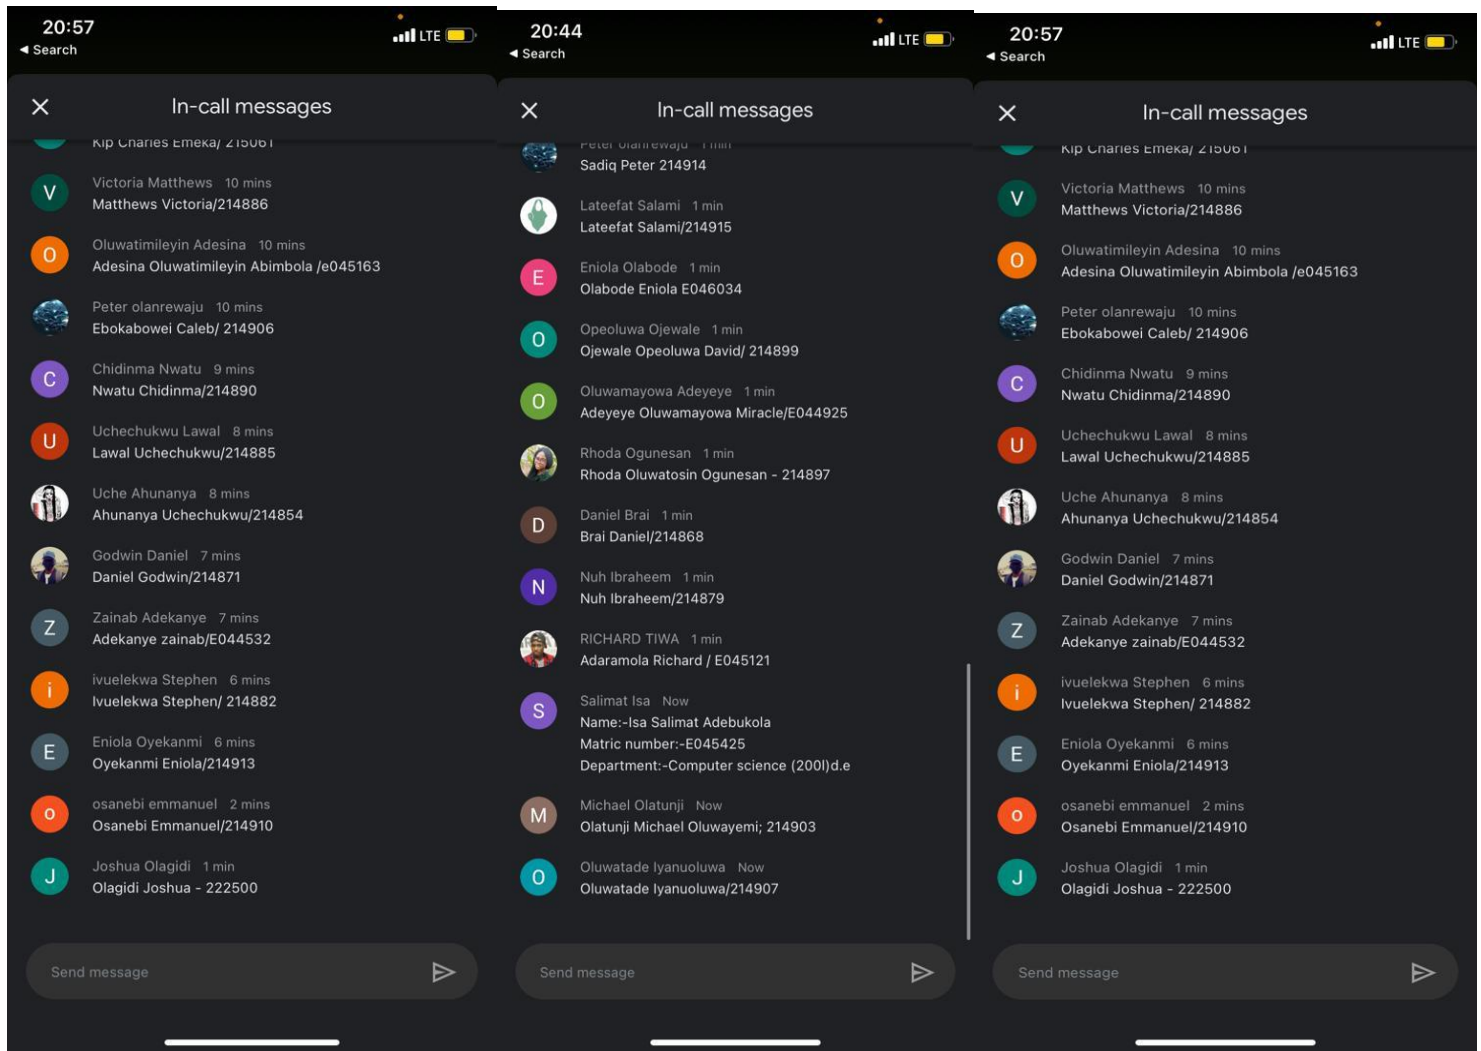 20:57
LTE
◄ Search
In-call messages
Kip Charles Emeka/ 215061
V
Victoria Matthews 10 mins
Matthews Victoria/214886
O
Oluwatimileyin Adesina 10 mins
Adesina Oluwatimileyin Abimbola /e045163
Peter olanrewaju 10 mins
Ebokabowei Caleb/ 214906
C
Chidinma Nwatu 9 mins
Nwatu Chidinma/214890
U
Uchechukwu Lawal 8 mins
Lawal Uchechukwu/214885
Uche Ahunanya 8 mins
Ahunanya Uchechukwu/214854
Godwin Daniel 7 mins
Daniel Godwin/214871
Z
Zainab Adekanye 7 mins
Adekanye zainab/E044532
i
ivuelekwa Stephen 6 mins
Ivuelekwa Stephen/ 214882
E
Eniola Oyekanmi 6 mins
Oyekanmi Eniola/214913
o
osanebi emmanuel 2 mins
Osanebi Emmanuel/214910
J
Joshua Olagidi 1 min
Olagidi Joshua - 222500
Send message
20:44
LTE
◄ Search
In-call messages
Peter olanrewaju 1 min
Sadiq Peter 214914
Lateefat Salami 1 min
Lateefat Salami/214915
E
Eniola Olabode 1 min
Olabode Eniola E046034
O
Opeoluwa Ojewale 1 min
Ojewale Opeoluwa David/ 214899
O
Oluwamayowa Adeyeye 1 min
Adeyeye Oluwamayowa Miracle/E044925
Rhoda Ogunesan 1 min
Rhoda Oluwatosin Ogunesan - 214897
D
Daniel Brai 1 min
Brai Daniel/214868
N
Nuh Ibraheem 1 min
Nuh Ibraheem/214879
RICHARD TIWA 1 min
Adaramola Richard / E045121
S
Salimat Isa Now
Name:-Isa Salimat Adebukola
Matric number:-E045425
Department:-Computer science (200l)d.e
M
Michael Olatunji Now
Olatunji Michael Oluwayemi; 214903
O
Oluwatade Iyanuoluwa Now
Oluwatade Iyanuoluwa/214907
Send message
20:57
LTE
◄ Search
In-call messages
Kip Charles Emeka/ 215061
V
Victoria Matthews 10 mins
Matthews Victoria/214886
O
Oluwatimileyin Adesina 10 mins
Adesina Oluwatimileyin Abimbola /e045163
Peter olanrewaju 10 mins
Ebokabowei Caleb/ 214906
C
Chidinma Nwatu 9 mins
Nwatu Chidinma/214890
U
Uchechukwu Lawal 8 mins
Lawal Uchechukwu/214885
Uche Ahunanya 8 mins
Ahunanya Uchechukwu/214854
Godwin Daniel 7 mins
Daniel Godwin/214871
Z
Zainab Adekanye 7 mins
Adekanye zainab/E044532
i
ivuelekwa Stephen 6 mins
Ivuelekwa Stephen/ 214882
E
Eniola Oyekanmi 6 mins
Oyekanmi Eniola/214913
o
osanebi emmanuel 2 mins
Osanebi Emmanuel/214910
J
Joshua Olagidi 1 min
Olagidi Joshua - 222500
Send message